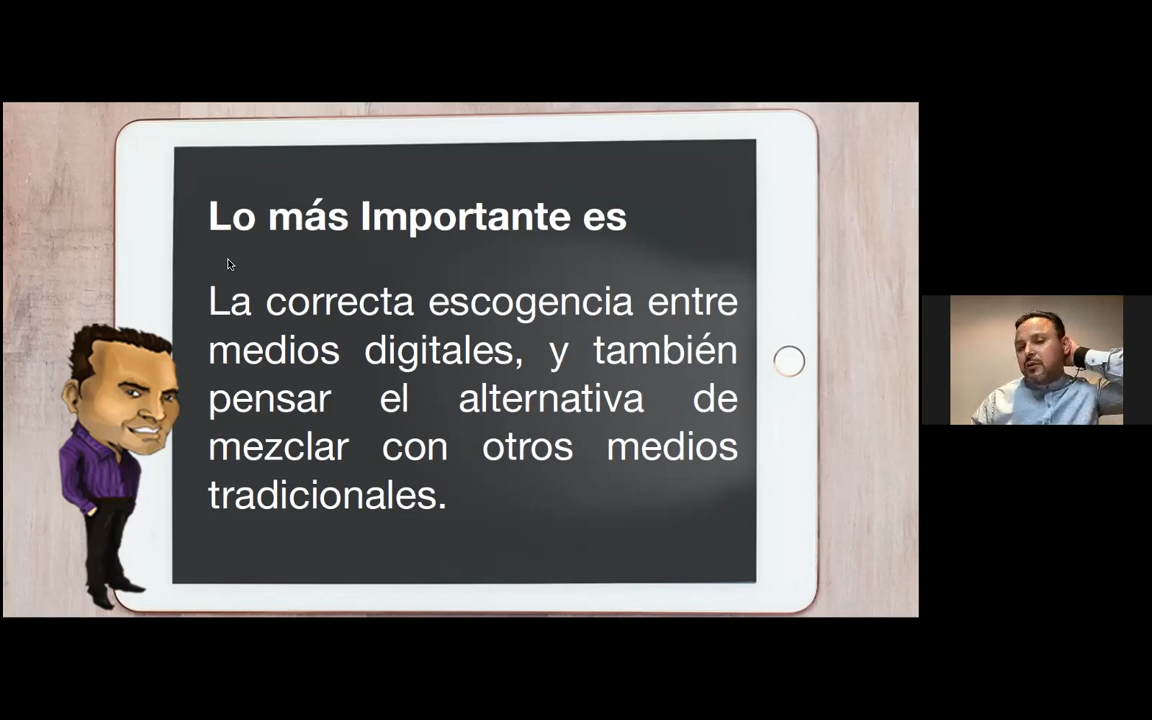 Lo más Importante es
La correcta escogencia entre
medios digitales, y también
pensar el alternativa de
mezclar con otros medios
tradicionales.